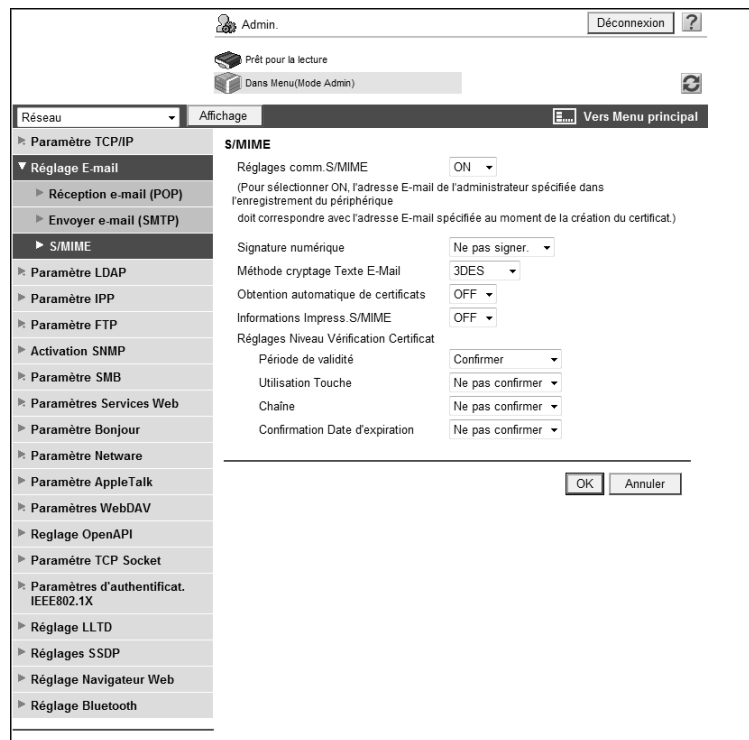 Admin.
Déconnexion
?
Prêt pour la lecture
Dans Menu(Mode Admin)
Réseau
Affichage
Vers Menu principal
Paramètre TCP/IP
Réglage E-mail
Réception e-mail (POP)
Envoyer e-mail (SMTP)
S/MIME
Paramètre LDAP
Paramètre IPP
Paramètre FTP
Activation SNMP
Paramètre SMB
Paramètres Services Web
Paramètre Bonjour
Paramètre Netware
Paramètre AppleTalk
Paramètres WebDAV
Reglage OpenAPI
Paramétre TCP Socket
Paramètres d'authentificat.
IEEE802.1X
Réglage LLTD
Réglages SSDP
Réglage Navigateur Web
Réglage Bluetooth
S/MIME
Réglages comm.S/MIME ON
(Pour sélectionner ON, l'adresse E-mail de l'administrateur spécifiée dans
l'enregistrement du périphérique
doit correspondre avec l'adresse E-mail spécifiée au moment de la création du certificat.)
Signature numérique Ne pas signer.
Méthode cryptage Texte E-Mail 3DES
Obtention automatique de certificats OFF
Informations Impress.S/MIME OFF
Réglages Niveau Vérification Certificat
Période de validité Confirmer
Utilisation Touche Ne pas confirmer
Chaîne Ne pas confirmer
Confirmation Date d'expiration Ne pas confirmer
OK
Annuler